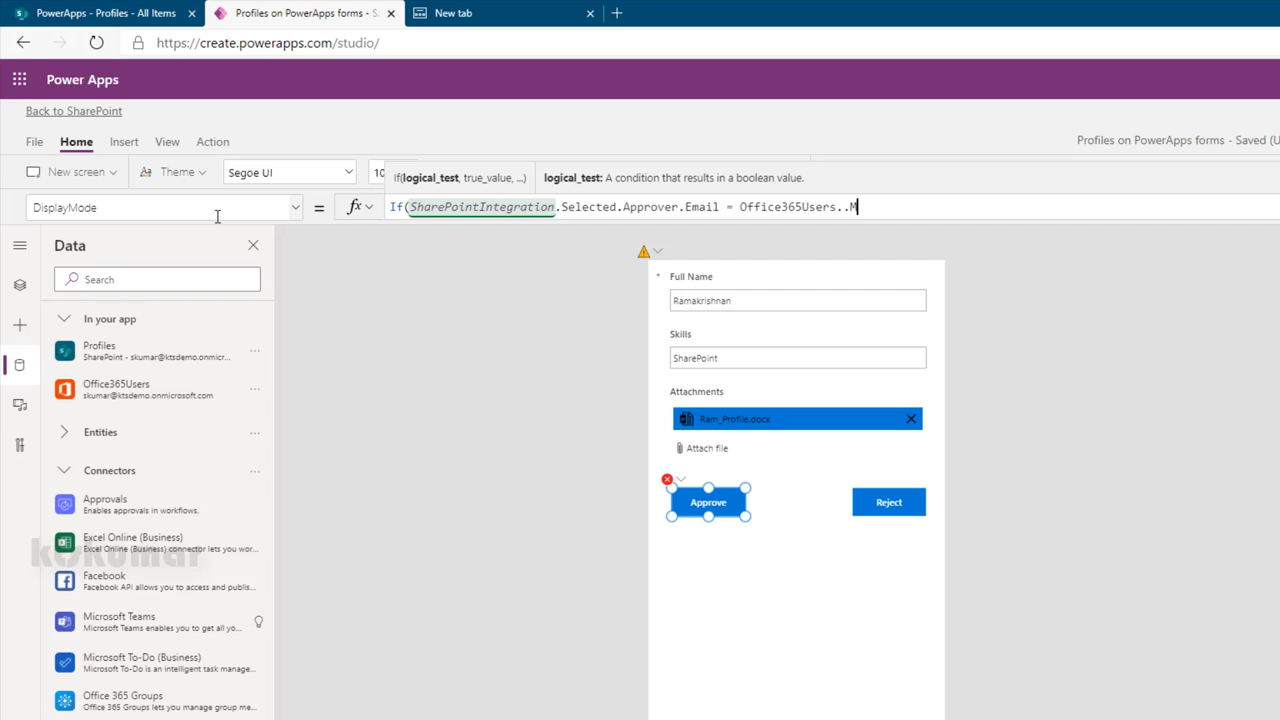 PowerApps - Profiles - All Items
Profiles on PowerApps forms - S
New tab
https://create.powerapps.com/studio/
Power Apps
Back to SharePoint
File Home Insert View Action
Profiles on PowerApps forms - Saved (U
New screen
Theme
Segoe UI
10
If(logical_test, true_value, ...)
logical_test: A condition that results in a boolean value.
DisplayMode
= fx
If(SharePointIntegration.Selected.Approver.Email = Office365Users..M
Data
Search
In your app
Profiles
SharePoint - skumar@ktsdemo.onmicr...
Office365Users
skumar@ktsdemo.onmicrosoft.com
Entities
Connectors
Approvals
Enables approvals in workflows.
Excel Online (Business)
Excel Online (Business) connector lets you wor...
Facebook
Facebook API allows you to access and publis...
Microsoft Teams
Microsoft Teams enables you to get all yo...
Microsoft To-Do (Business)
Microsoft To-Do is an intelligent task manage...
Office 365 Groups
Office 365 Groups lets you manage group me...
kokumar
* Full Name
Ramakrishnan
Skills
SharePoint
Attachments
Ram_Profile.docx
Attach file
Approve
Reject